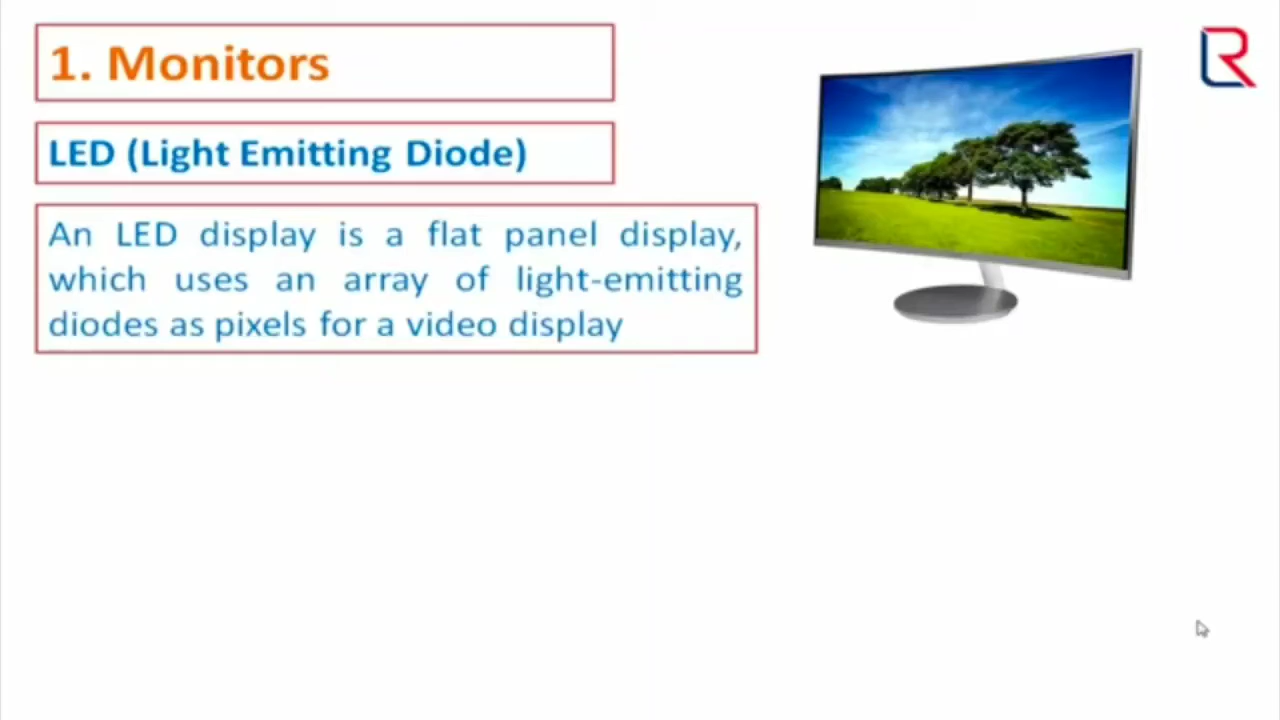 1. Monitors
LED (Light Emitting Diode)
An LED display is a flat panel display,
which uses an array of light-emitting
diodes as pixels for a video display